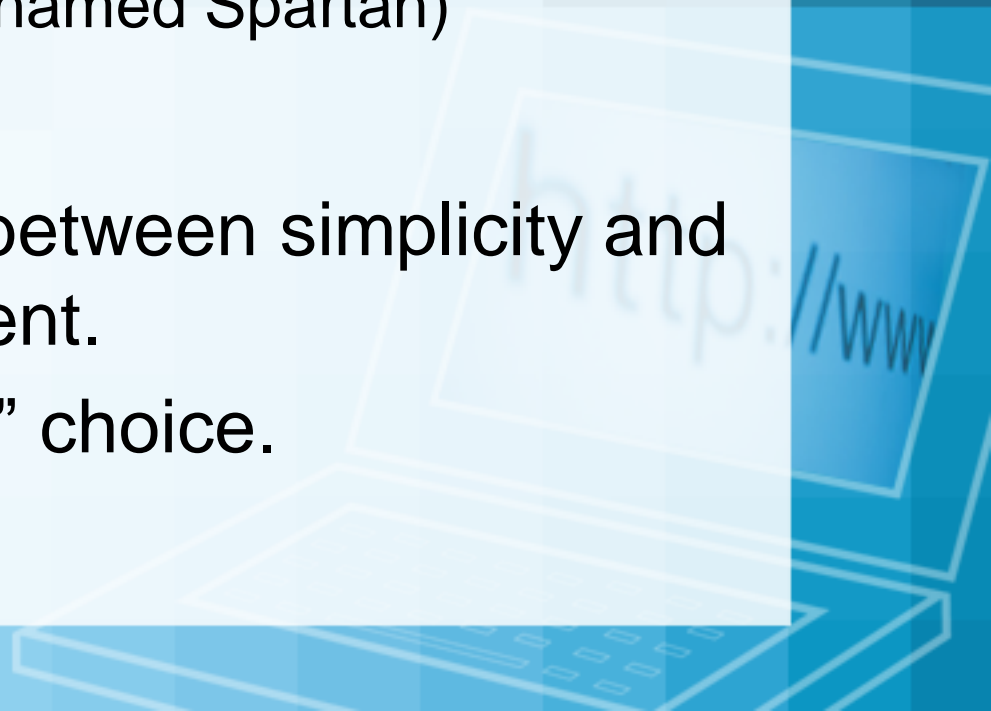 named Spartan)
between simplicity and
ent.
” choice.
http://www